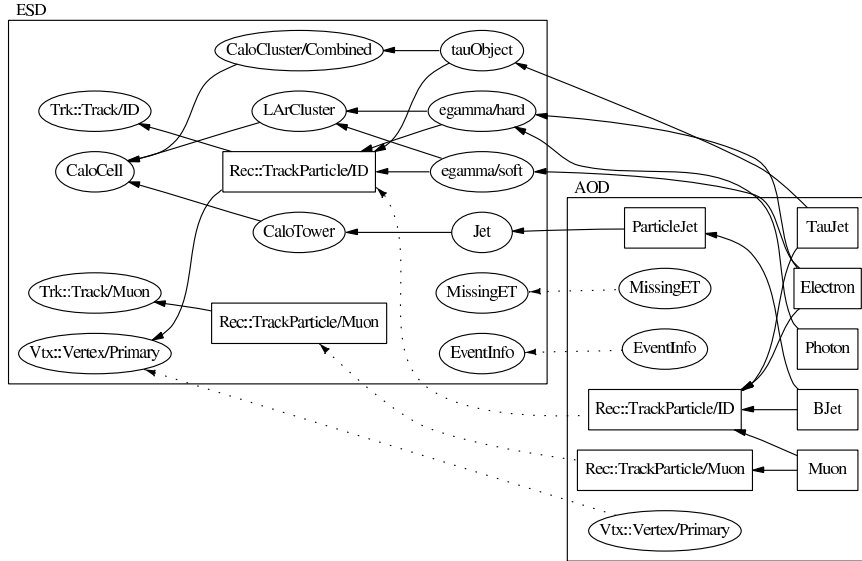 ESD
CaloCluster/Combined
tauObject
Trk::Track/ID
LArCluster
egamma/hard
CaloCell
Rec::TrackParticle/ID
egamma/soft
AOD
CaloTower
Jet
ParticleJet
TauJet
Trk::Track/Muon
MissingET
MissingET
Electron
Rec::TrackParticle/Muon
Vtx::Vertex/Primary
EventInfo
EventInfo
Photon
Rec::TrackParticle/ID
BJet
Rec::TrackParticle/Muon
Muon
Vtx::Vertex/Primary